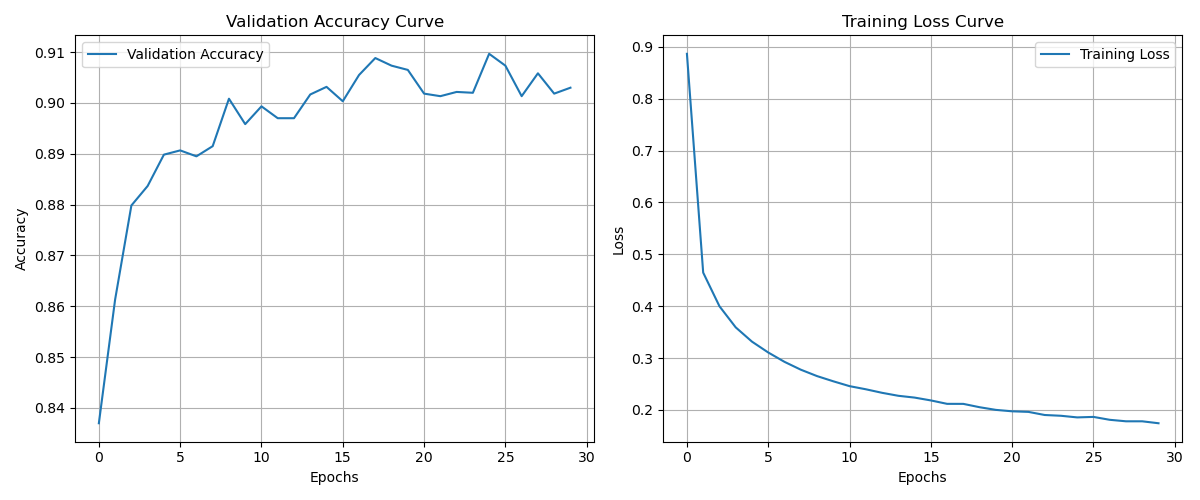 Validation Accuracy Curve
Validation Accuracy
0.91
0.90
0.89
0.88
0.87
0.86
0.85
0.84
Accuracy
0 5 10 15 20 25 30
Epochs
Training Loss Curve
Training Loss
0.9
0.8
0.7
0.6
0.5
0.4
0.3
0.2
Loss
0 5 10 15 20 25 30
Epochs